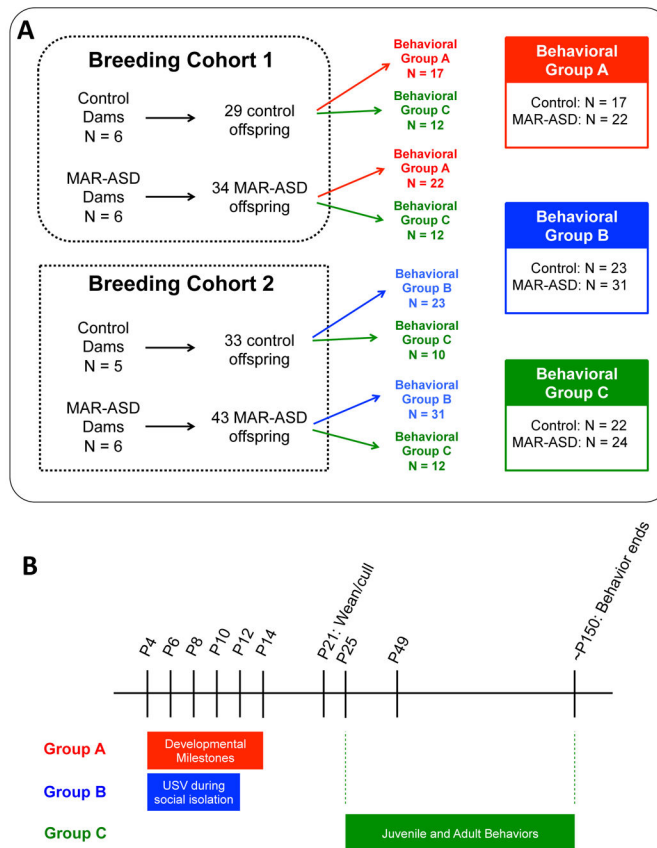 A
Breeding Cohort 1
Control
Dams
N = 6
29 control
offspring
Behavioral
Group A
N = 17
Behavioral
Group C
N = 12
MAR-ASD
Dams
N = 6
34 MAR-ASD
offspring
Behavioral
Group A
N = 22
Behavioral
Group C
N = 12
Breeding Cohort 2
Control
Dams
N = 5
33 control
offspring
Behavioral
Group B
N = 23
Behavioral
Group C
N = 10
MAR-ASD
Dams
N = 6
43 MAR-ASD
offspring
Behavioral
Group B
N = 31
Behavioral
Group C
N = 12
Behavioral
Group A
Control: N = 17
MAR-ASD: N = 22
Behavioral
Group B
Control: N = 23
MAR-ASD: N = 31
Behavioral
Group C
Control: N = 22
MAR-ASD: N = 24
B
P4
P6
P8
P10
P12
P14
P21: Wean/cull
P25
P49
~P150: Behavior ends
Group A
Developmental
Milestones
Group B
USV during
social isolation
Group C
Juvenile and Adult Behaviors